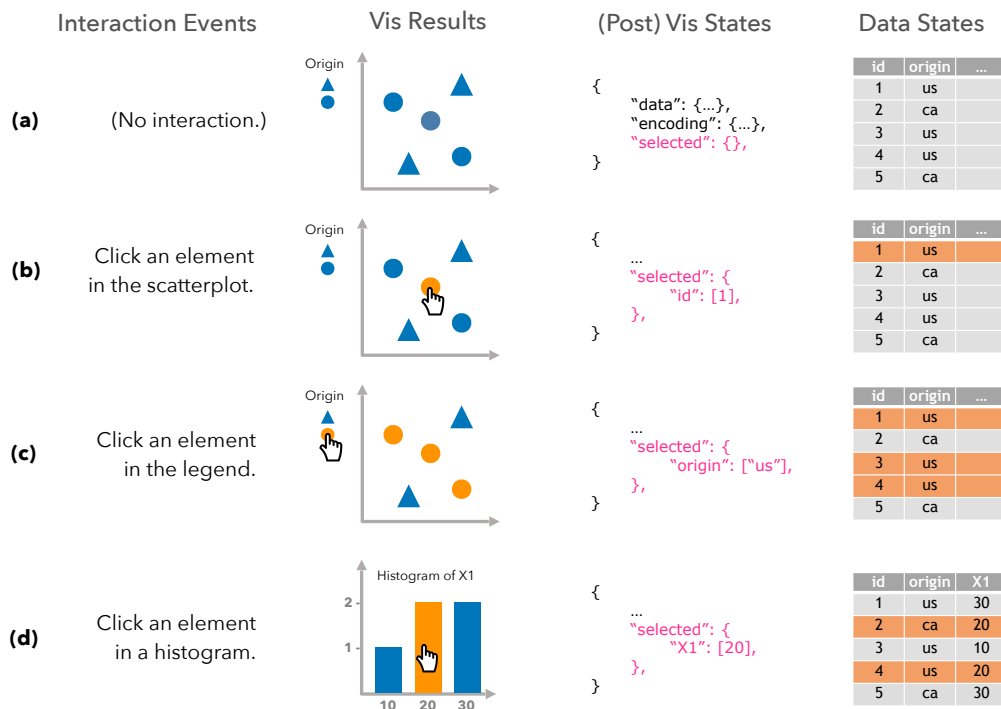 Interaction Events Vis Results (Post) Vis States Data States
(a) (No interaction.)
Origin
{
"data": {...},
"encoding": {...},
"selected": {},
}
id origin ...
1 us
2 ca
3 us
4 us
5 ca
(b) Click an element
in the scatterplot.
Origin
{
...
"selected": {
"id": [1],
},
}
id origin ...
1 us
2 ca
3 us
4 us
5 ca
(c) Click an element
in the legend.
Origin
{
...
"selected": {
"origin": ["us"],
},
}
id origin ...
1 us
2 ca
3 us
4 us
5 ca
(d) Click an element
in a histogram.
Histogram of X1
2
1
10 20 30
{
...
"selected": {
"X1": [20],
},
}
id origin X1
1 us 30
2 ca 20
3 us 10
4 us 20
5 ca 30